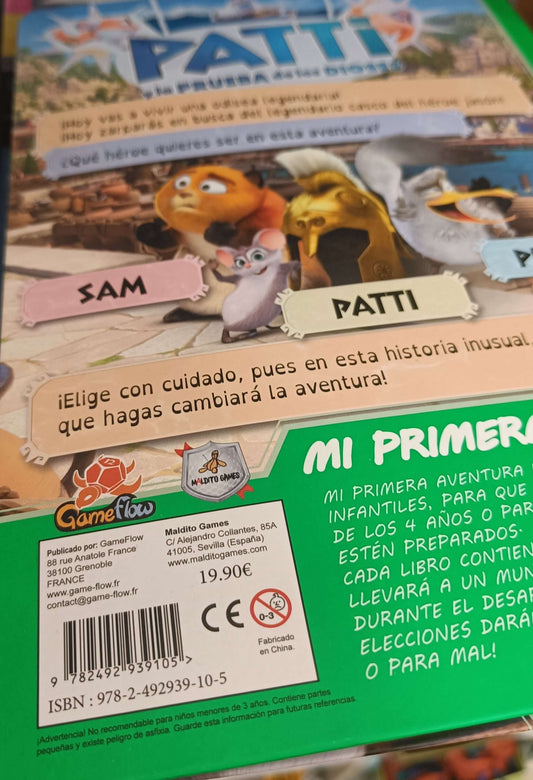 PATTI
y la PRUEBA de los DIOSES
¡Hoy vas a vivir una odisea legendaria!
¡Hoy zarparás en busca del legendario casco del héroe Jasón!
¿Qué héroe quieres ser en esta aventura?
SAM
PATTI
P
¡Elige con cuidado, pues en esta historia inusual,
que hagas cambiará la aventura!
MI PRIMERA
MI PRIMERA AVENTURA
INFANTILES, PARA QUE
DE LOS 4 AÑOS O PAR
ESTÉN PREPARADOS:
CADA LIBRO CONTIEN
LLEVARÁ A UN MUN
DURANTE EL DESAR
ELECCIONES DARÁ
O PARA MAL!
GameFlow
MALDITO GAMES
Publicado por: GameFlow
88 rue Anatole France
38100 Grenoble
FRANCE
www.game-flow.fr
contact@game-flow.fr
Maldito Games
C/ Alejandro Collantes, 85A
41005, Sevilla (España)
www.malditogames.com
19.90€
CE
0-3
Fabricado
en China.
9 782492 939105 >
ISBN : 978-2-492939-10-5
¡Advertencia! No recomendable para niños menores de 3 años. Contiene partes
pequeñas y existe peligro de asfixia. Guarde esta información para futuras referencias.